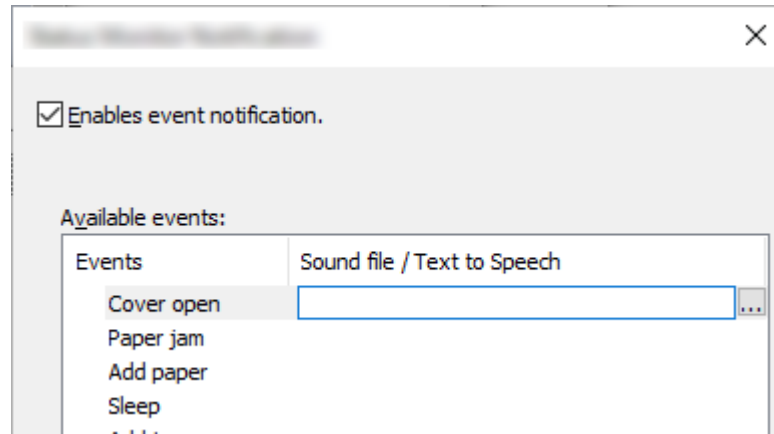 Enables event notification.
Available events:
Events Sound file / Text to Speech
Cover open ...
Paper jam
Add paper
Sleep